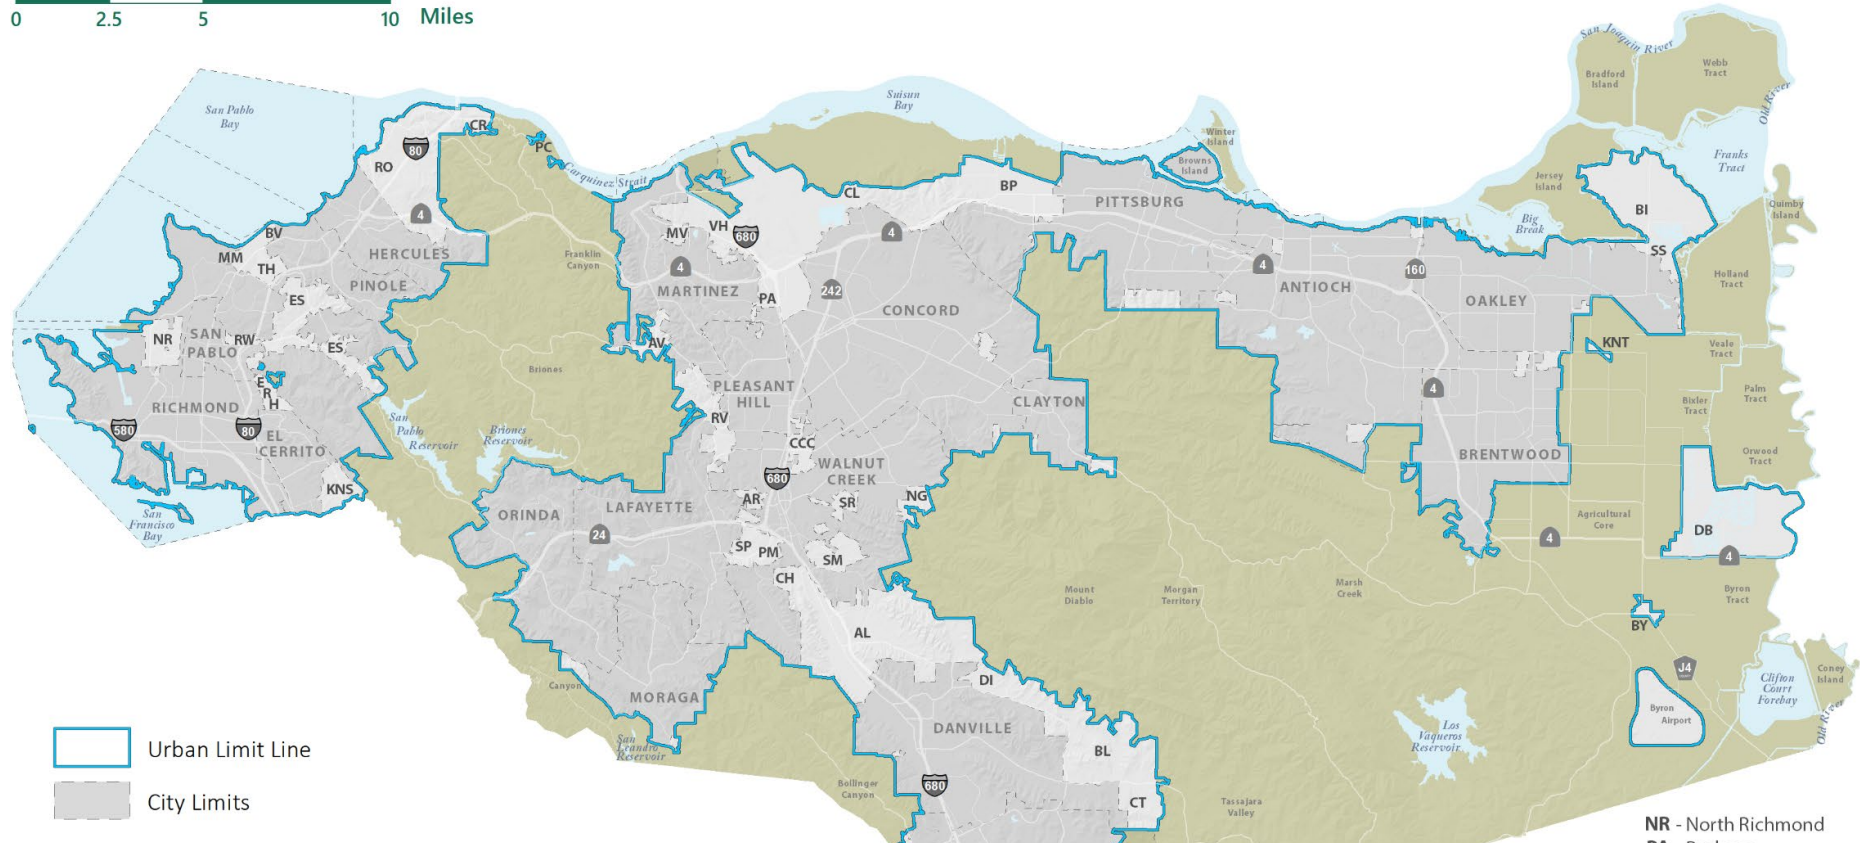 0 2.5 5 10 Miles
San Joaquin River
Bradford
Island
Webb
Tract
Old River
San Pablo
Bay
Suisun
Bay
Winter
Island
Browns
Island
Franks
Tract
CR
80
PC
RO
Carquinez Strait
CL
BP
PITTSBURG
Jersey
Island
Quimby
Island
BI
Big
Break
4
BV
MV
VH
680
4
SS
MM
TH
HERCULES
Franklin
Canyon
4
4
160
Holland
Tract
ES
PINOLE
MARTINEZ
PA
242
CONCORD
ANTIOCH
OAKLEY
NR
SAN
PABLO
RW
ES
AV
KNT
Veale
Tract
Briones
E
R
H
PLEASANT
HILL
CLAYTON
4
Palm
Tract
Bixler
Tract
RICHMOND
580
80
San
Pablo
Reservoir
Briones
Reservoir
RV
EL
CERRITO
CCC
BRENTWOOD
Orwood
Tract
WALNUT
CREEK
680
KNS
ORINDA
LAFAYETTE
AR
SR
NG
San
Francisco
Bay
24
Agricultural
Core
DB
4
4
SP
PM
SM
CH
Mount
Diablo
Morgan
Territory
Marsh
Creek
Byron
Tract
BY
AL
J4
Coney
Island
Canyon
MORAGA
DI
Clifton
Court
Forebay
Byron
Airport
Old River
DANVILLE
San
Leandro
Reservoir
Urban Limit Line
BL
Los
Vaqueros
Reservoir
Bollinger
Canyon
680
City Limits
CT
Tassajara
Valley
NR - North Richmond